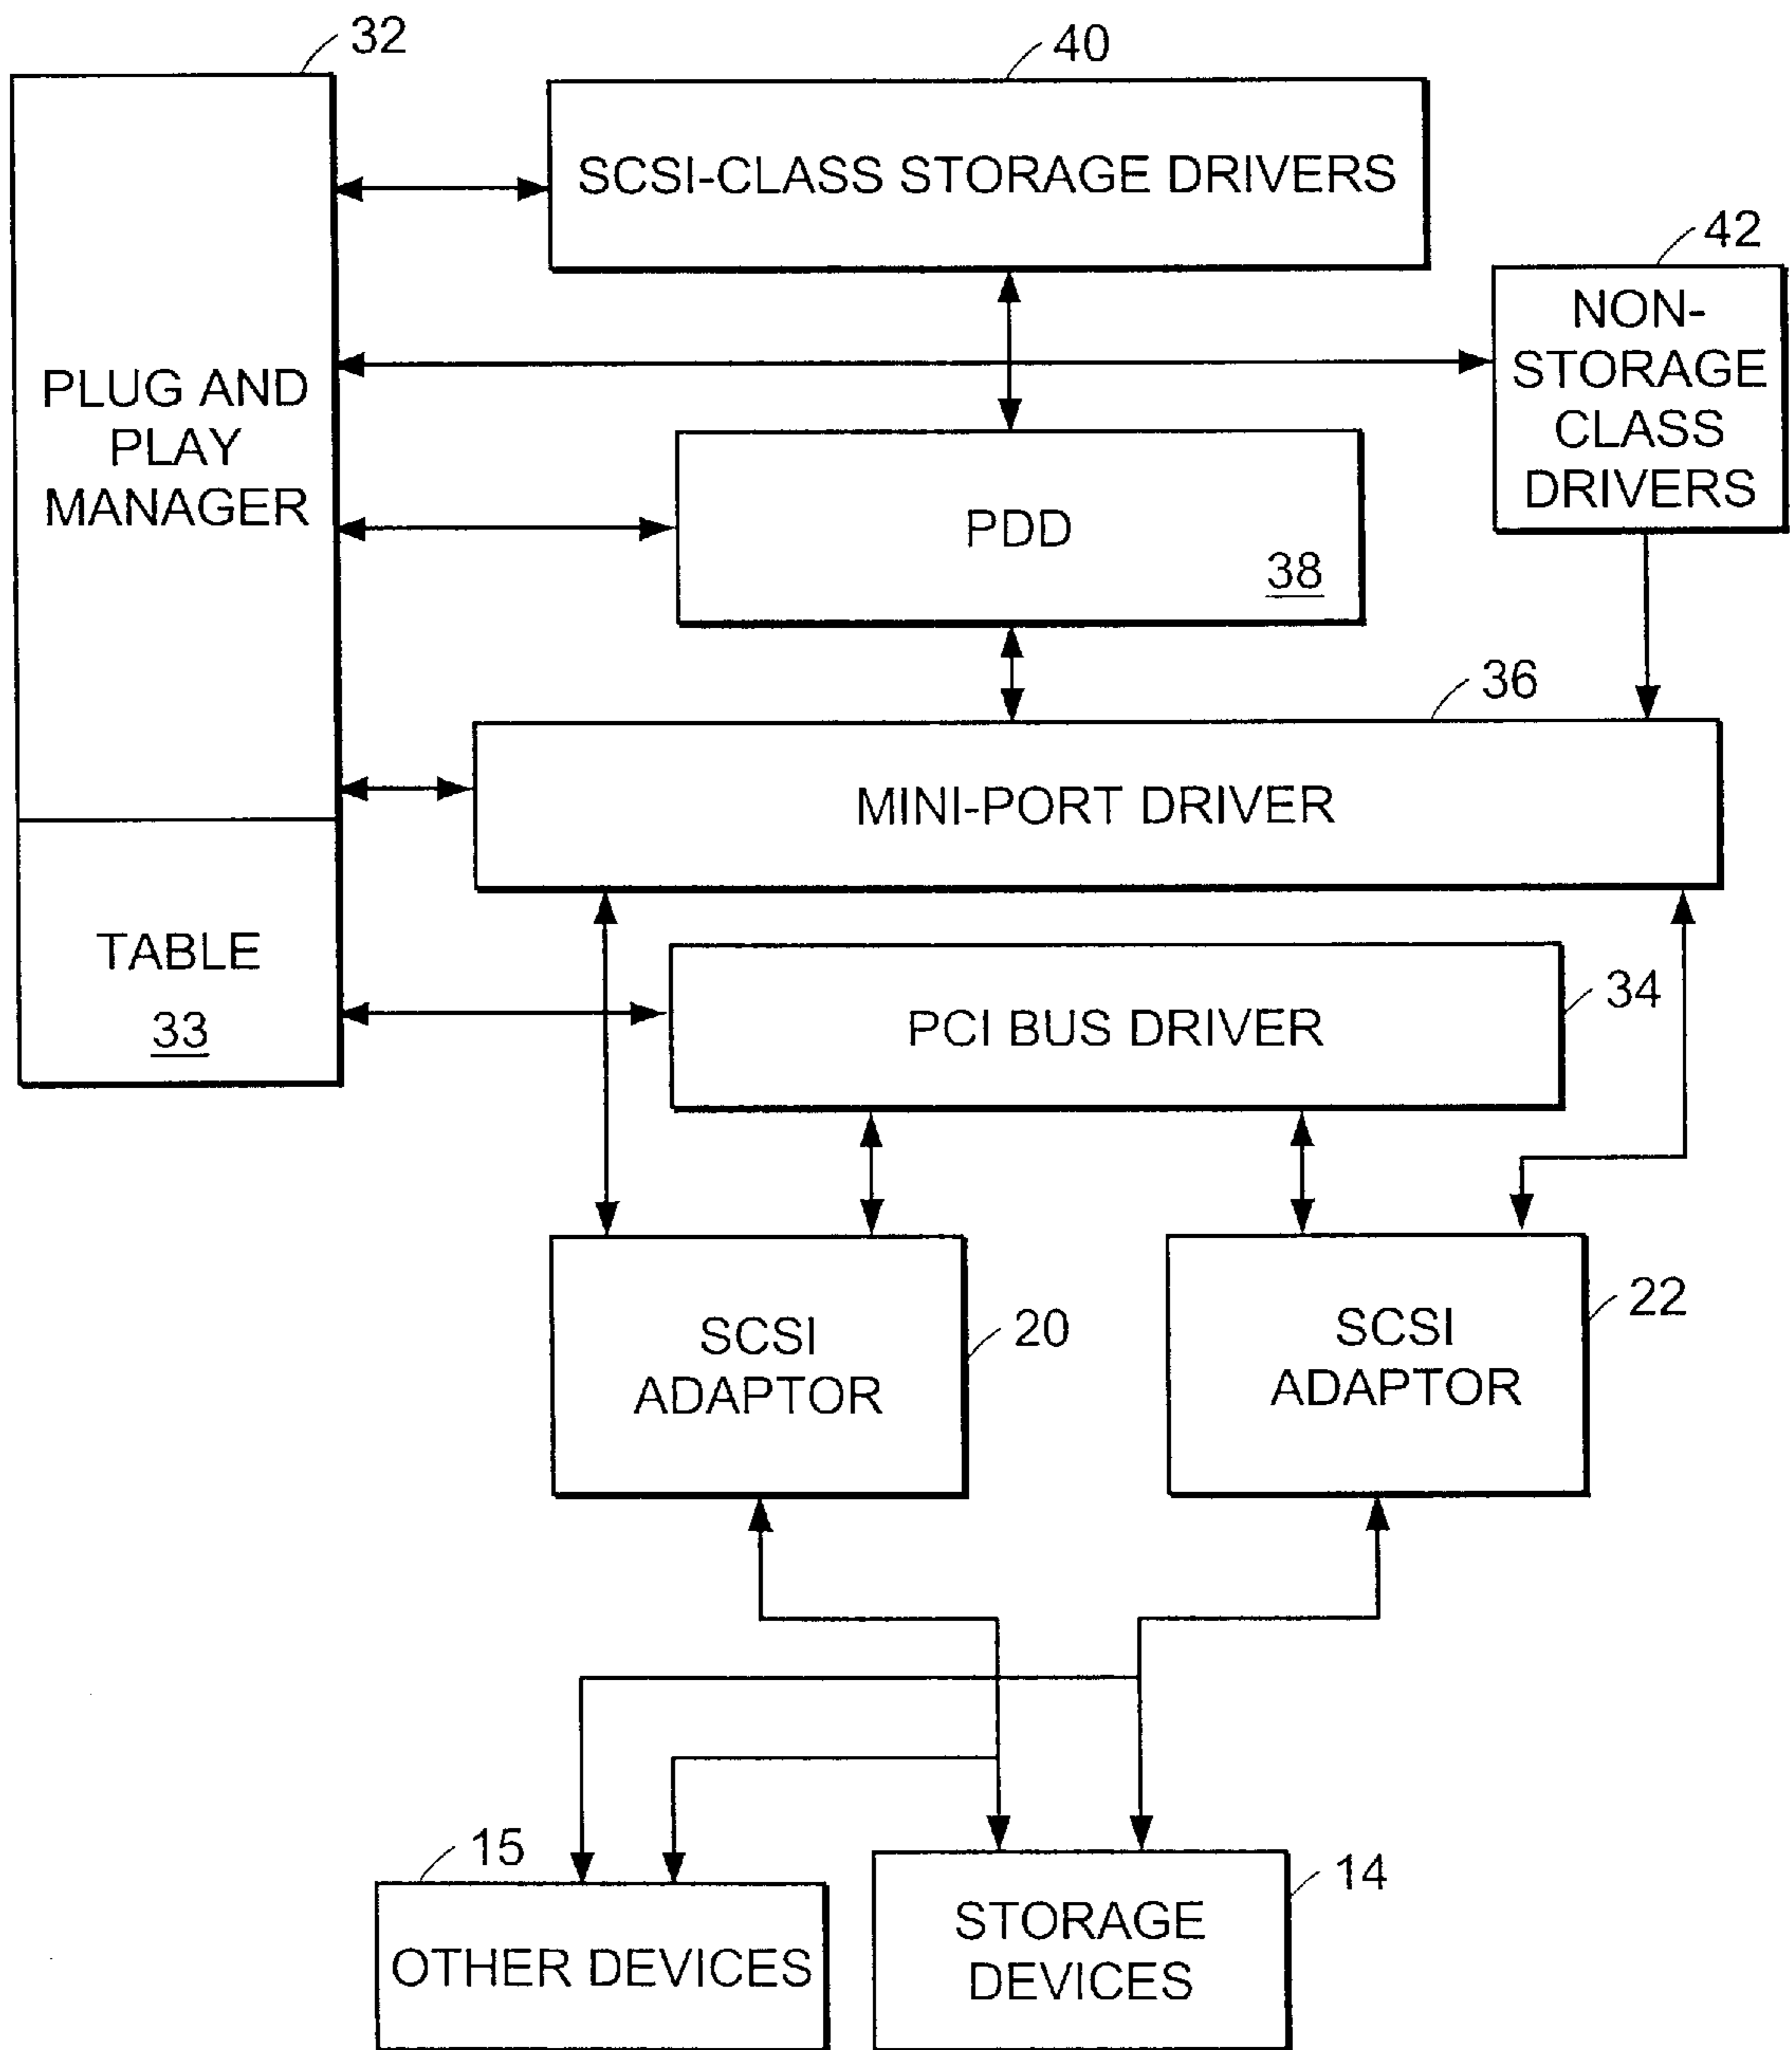 32
40
SCSI-CLASS STORAGE DRIVERS
42
NON-
STORAGE
CLASS
DRIVERS
PLUG AND
PLAY
MANAGER
PDD
38
36
MINI-PORT DRIVER
TABLE
33
34
PCI BUS DRIVER
SCSI
ADAPTOR
20
SCSI
ADAPTOR
22
15
OTHER DEVICES
14
STORAGE
DEVICES